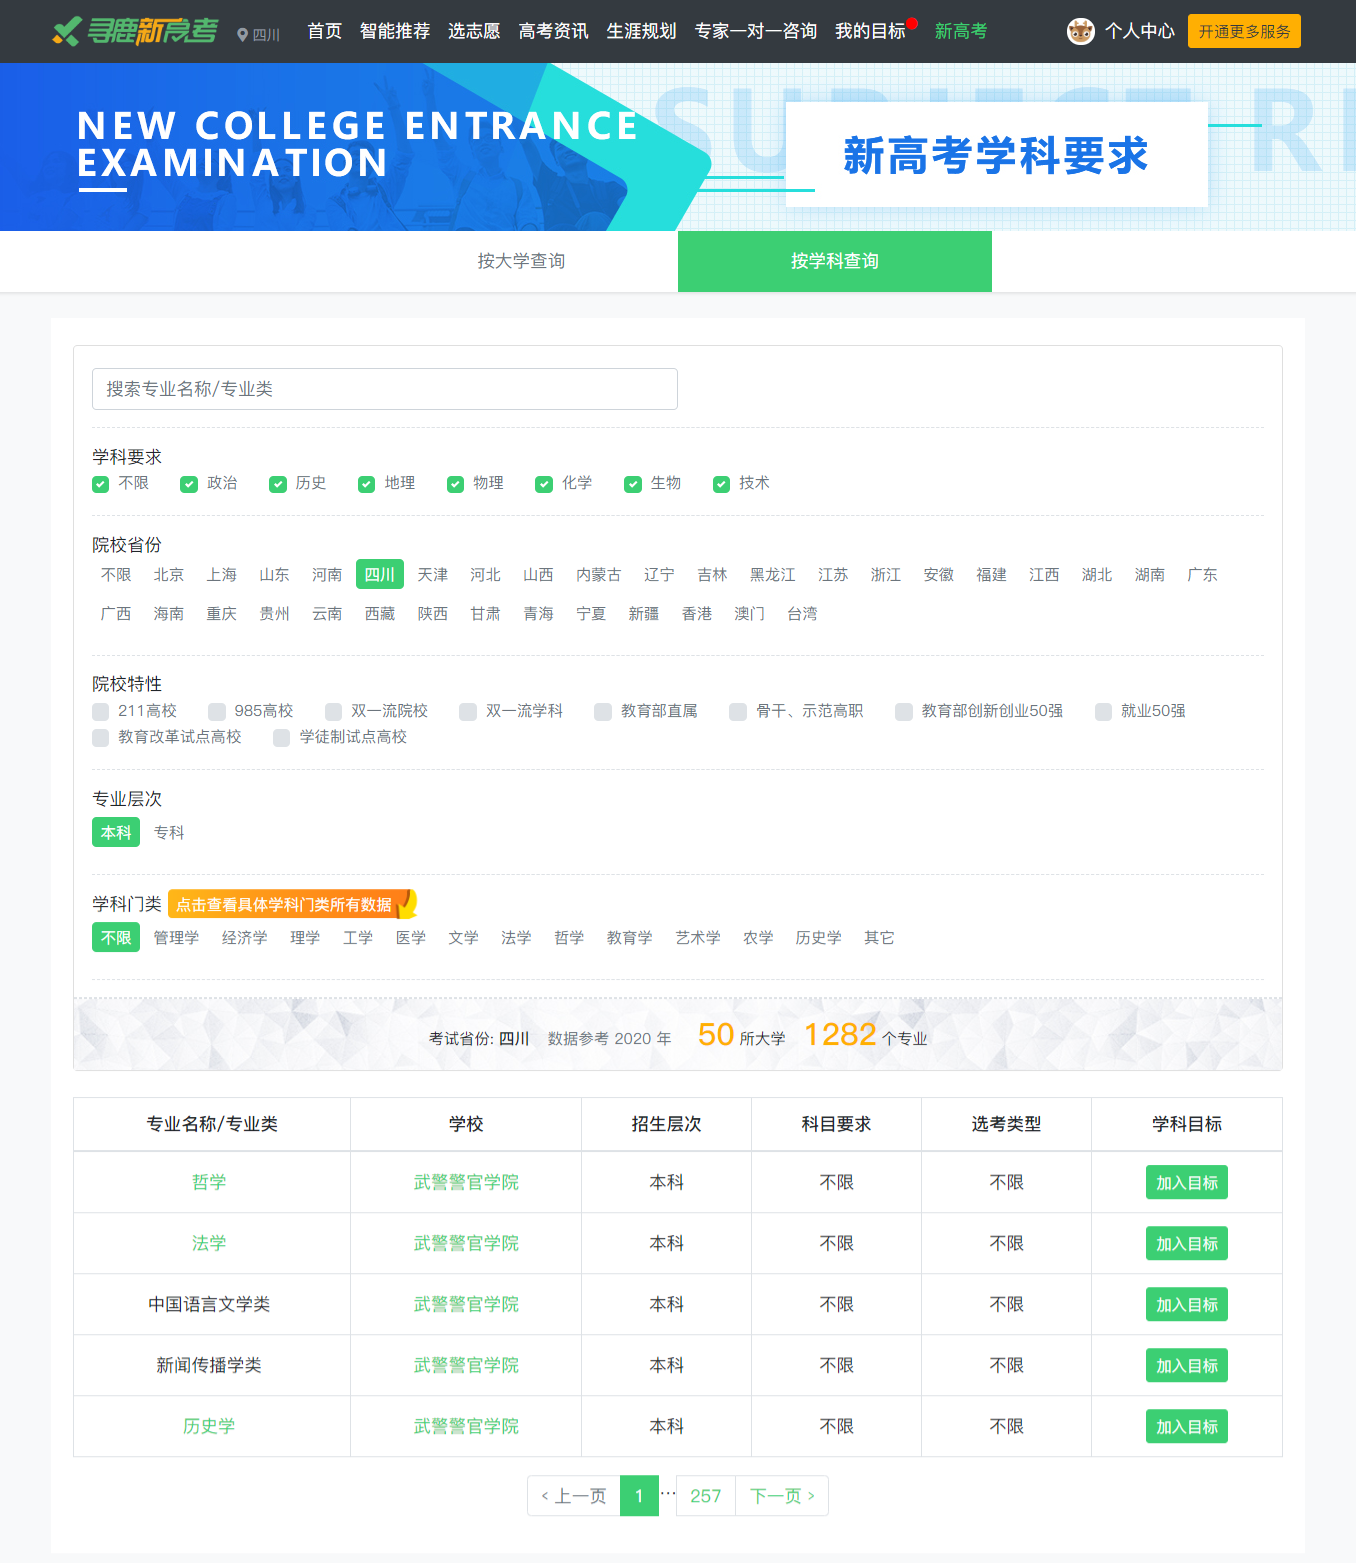 寻鹿新高考 四川 首页 智能推荐 选志愿 高考资讯 生涯规划 专家一对一咨询 我的目标 新高考 个人中心 开通更多服务
NEW COLLEGE ENTRANCE
EXAMINATION
新高考学科要求
按大学查询 按学科查询
搜索专业名称/专业类
学科要求
不限 政治 历史 地理 物理 化学 生物 技术
院校省份
不限 北京 上海 山东 河南 四川 天津 河北 山西 内蒙古 辽宁 吉林 黑龙江 江苏 浙江 安徽 福建 江西 湖北 湖南 广东
广西 海南 重庆 贵州 云南 西藏 陕西 甘肃 青海 宁夏 新疆 香港 澳门 台湾
院校特性
211高校 985高校 双一流院校 双一流学科 教育部直属 骨干、示范高职 教育部创新创业50强 就业50强
教育改革试点高校 学徒制试点高校
专业层次
本科 专科
学科门类 点击查看具体学科门类所有数据
不限 管理学 经济学 理学 工学 医学 文学 法学 哲学 教育学 艺术学 农学 历史学 其它
考试省份: 四川 数据参考 2020 年 50 所大学 1282 个专业
专业名称/专业类 学校 招生层次 科目要求 选考类型 学科目标
哲学 武警警官学院 本科 不限 不限 加入目标
法学 武警警官学院 本科 不限 不限 加入目标
中国语言文学类 武警警官学院 本科 不限 不限 加入目标
新闻传播学类 武警警官学院 本科 不限 不限 加入目标
历史学 武警警官学院 本科 不限 不限 加入目标
‹ 上一页 1 ... 257 下一页 ›